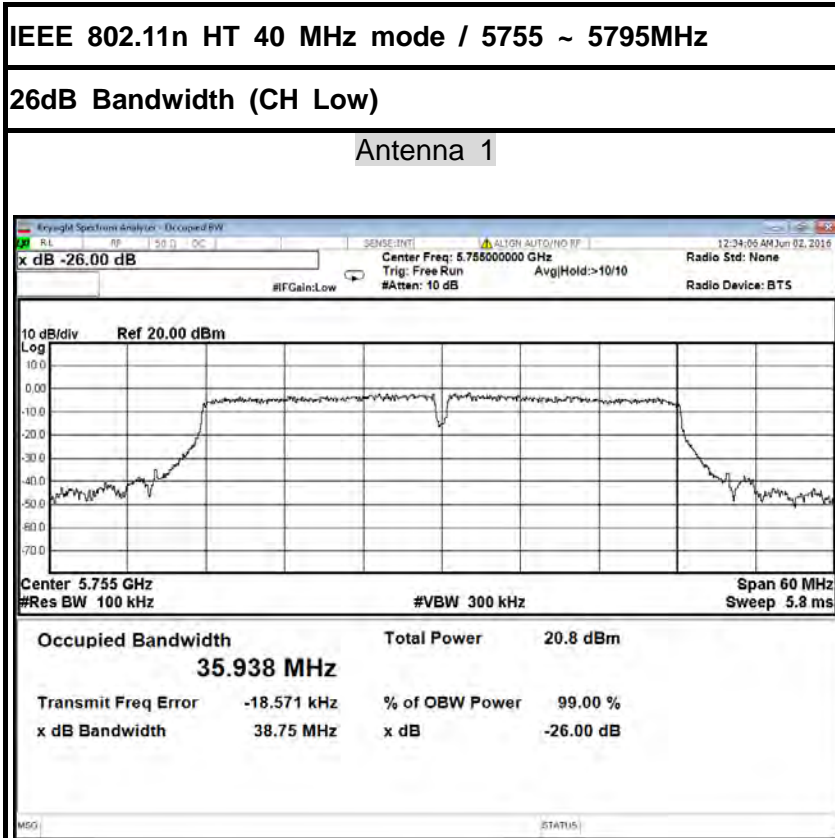 IEEE 802.11n HT 40 MHz mode / 5755 ~ 5795MHz
26dB Bandwidth (CH Low)
Antenna 1
Keysight Spectrum Analyzer - Occupied BW
RL RF 50 Ω DC SENSE:INT ALIGN AUTO/NO RF 12:34:06 AM Jun 02, 2016
x dB -26.00 dB
Center Freq: 5.755000000 GHz
Radio Std: None
Trig: Free Run Avg|Hold:>10/10
#IFGain:Low #Atten: 10 dB Radio Device: BTS
10 dB/div Ref 20.00 dBm
Log
10.0
0.00
-10.0
-20.0
-30.0
-40.0
-50.0
-60.0
-70.0
Center 5.755 GHz Span 60 MHz
#Res BW 100 kHz #VBW 300 kHz Sweep 5.8 ms
Occupied Bandwidth Total Power 20.8 dBm
35.938 MHz
Transmit Freq Error -18.571 kHz % of OBW Power 99.00 %
x dB Bandwidth 38.75 MHz x dB -26.00 dB
MSG STATUS